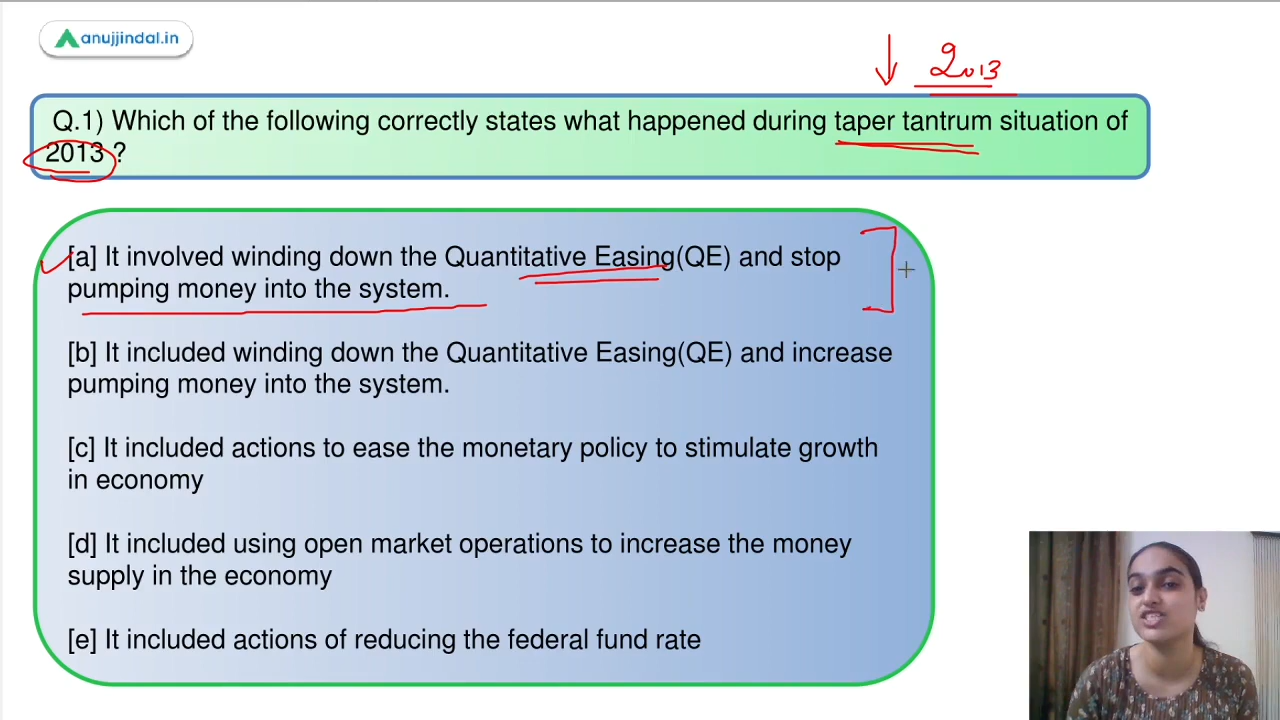 anujjindal.in
2013
Q.1) Which of the following correctly states what happened during taper tantrum situation of
2013 ?
[a] It involved winding down the Quantitative Easing(QE) and stop
pumping money into the system.
[b] It included winding down the Quantitative Easing(QE) and increase
pumping money into the system.
[c] It included actions to ease the monetary policy to stimulate growth
in economy
[d] It included using open market operations to increase the money
supply in the economy
[e] It included actions of reducing the federal fund rate